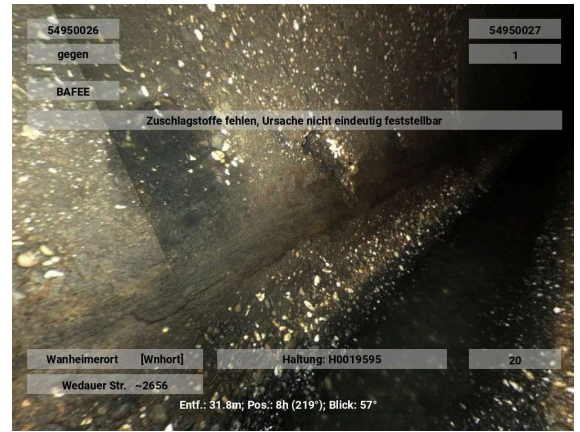 54950026 54950027
gegen 1
BAFEE
Zuschlagstoffe fehlen, Ursache nicht eindeutig feststellbar
Wanheimerort [Wnhort] Haltung: H0019595 20
Wedauer Str. ~2656
Entf.: 31.8m; Pos.: 8h (219°); Blick: 57°